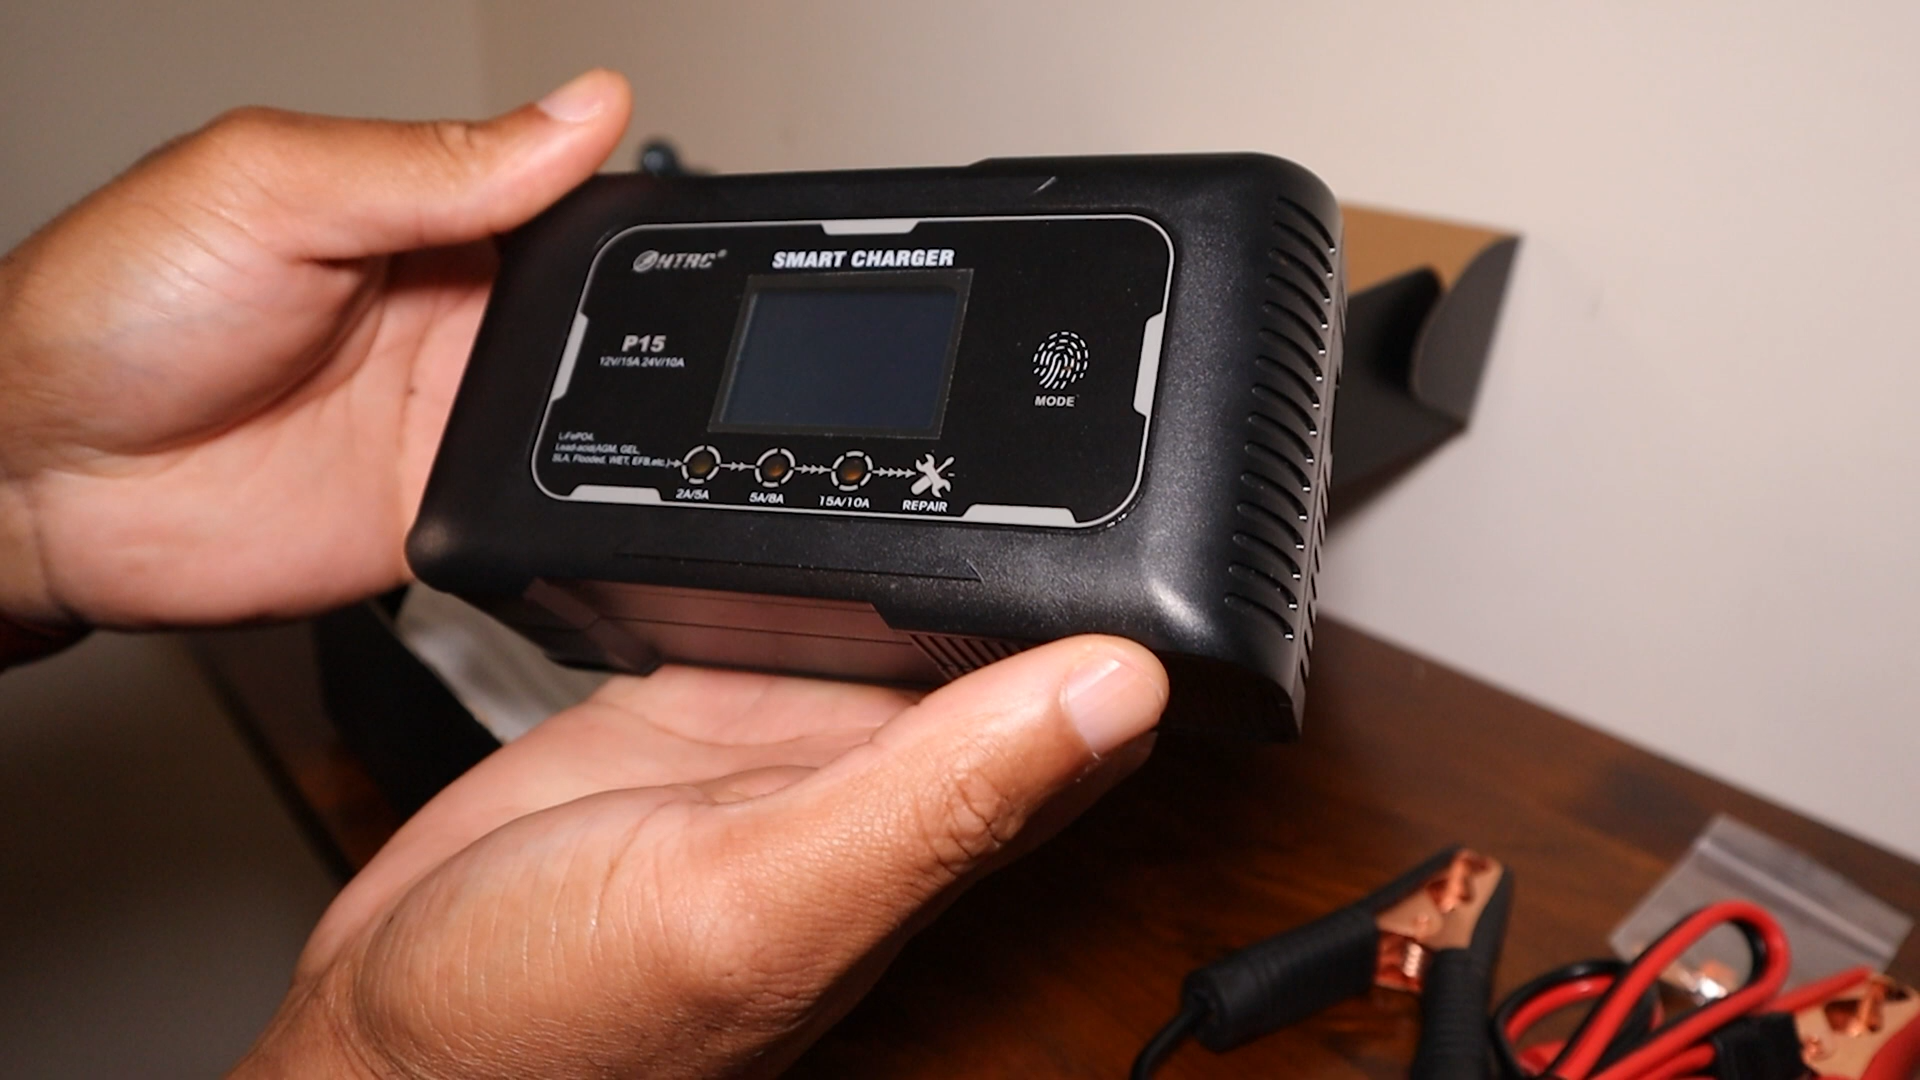 HTRC®
SMART CHARGER
P15
12V/15A 24V/10A
MODE
LiFePO4,
Lead-acid(AGM, GEL,
SLA, Flooded, WET, EFB,etc.)
2A/5A
5A/8A
15A/10A
REPAIR